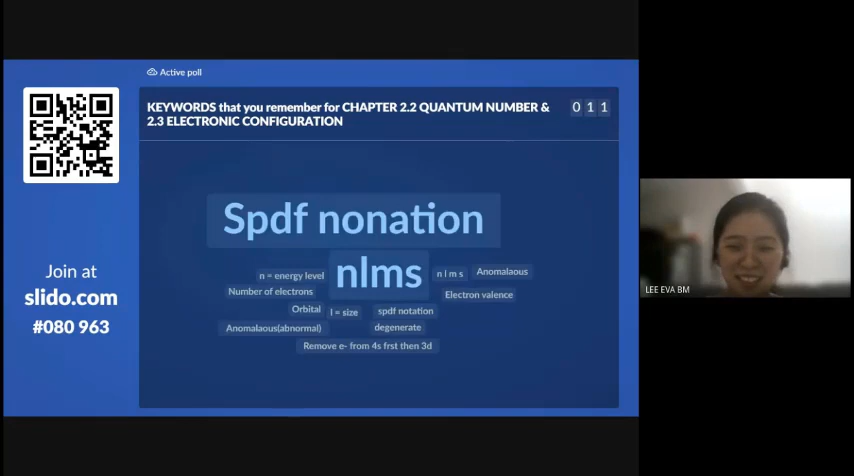 Active poll
KEYWORDS that you remember for CHAPTER 2.2 QUANTUM NUMBER &
2.3 ELECTRONIC CONFIGURATION
0 1 1
Spdf nonation
n = energy level
nlms
n l m s
Anomalaous
Number of electrons
Electron valence
Orbital
l = size
spdf notation
Anomalaous(abnormal)
degenerate
Remove e- from 4s frst then 3d
Join at
slido.com
#080 963
LEE EVA BM